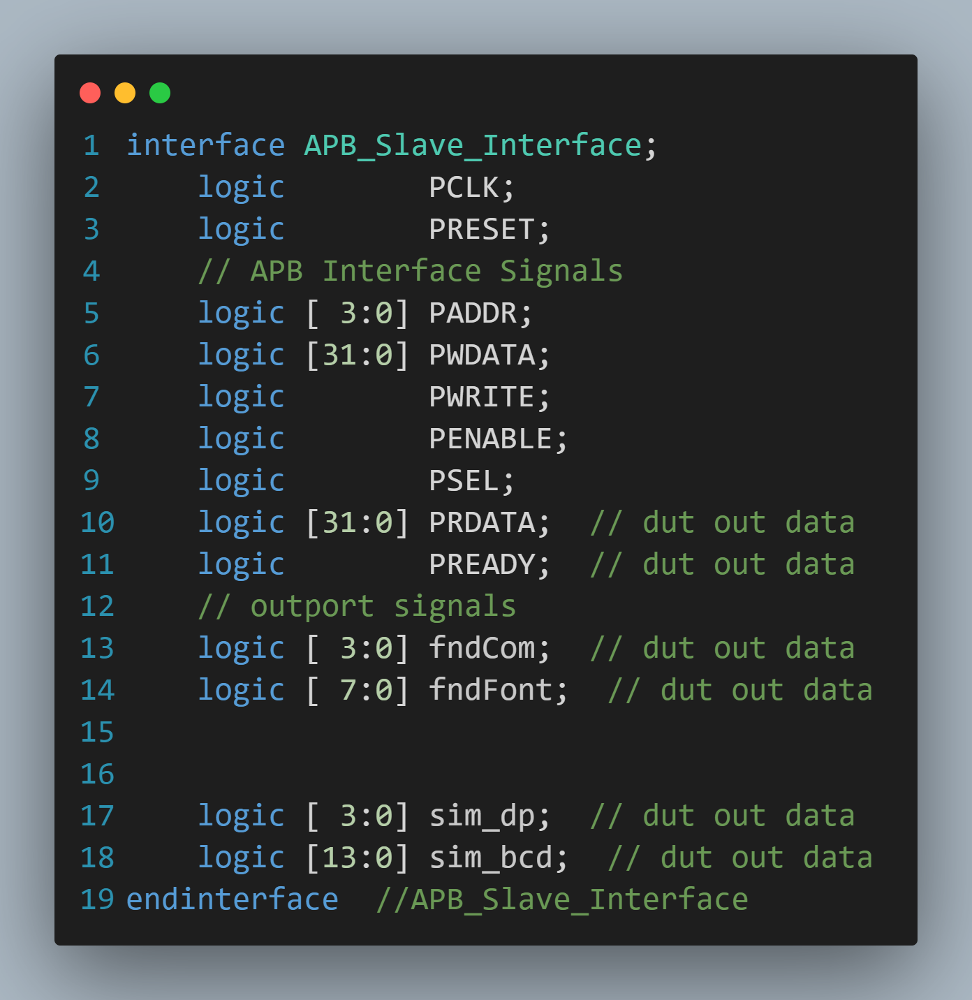 1 interface APB_Slave_Interface;
2     logic        PCLK;
3     logic        PRESET;
4     // APB Interface Signals
5     logic [ 3:0] PADDR;
6     logic [31:0] PWDATA;
7     logic        PWRITE;
8     logic        PENABLE;
9     logic        PSEL;
10     logic [31:0] PRDATA;  // dut out data
11     logic        PREADY;  // dut out data
12     // outport signals
13     logic [ 3:0] fndCom;  // dut out data
14     logic [ 7:0] fndFont;  // dut out data
15
16
17     logic [ 3:0] sim_dp;  // dut out data
18     logic [13:0] sim_bcd;  // dut out data
19 endinterface  //APB_Slave_Interface